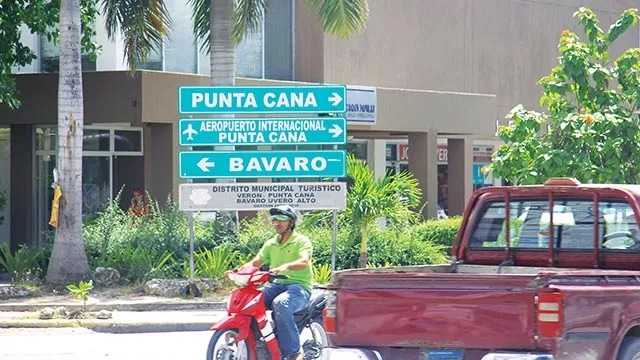 PUNTA CANA
AEROPUERTO INTERNACIONAL
PUNTA CANA
BAVARO
DISTRITO MUNICIPAL TURISTICO
VERON PUNTA CANA
BAVARO UVERO ALTO